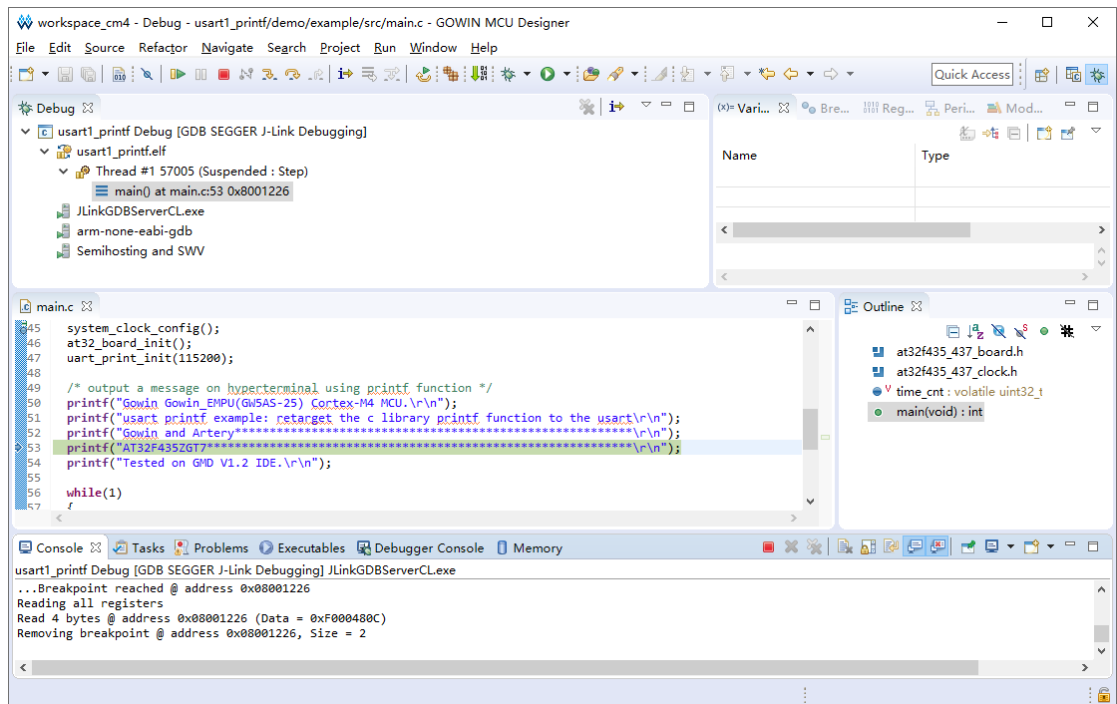 workspace_cm4 - Debug - usart1_printf/demo/example/src/main.c - GOWIN MCU Designer
File Edit Source Refactor Navigate Search Project Run Window Help
Quick Access
Debug
(x)= Vari... Bre... Reg... Peri... Mod...
usart1_printf Debug [GDB SEGGER J-Link Debugging]
usart1_printf.elf
Thread #1 57005 (Suspended : Step)
main() at main.c:53 0x8001226
JLinkGDBServerCL.exe
arm-none-eabi-gdb
Semihosting and SWV
Name Type
main.c
45 system_clock_config();
46 at32_board_init();
47 uart_print_init(115200);
48
49 /* output a message on hyperterminal using printf function */
50 printf("Gowin Gowin_EMPU(GW5AS-25) Cortex-M4 MCU.\r\n");
51 printf("usart printf example: retarget the c library printf function to the usart\r\n");
52 printf("Gowin and Artery*********************************************************\r\n");
53 printf("AT32F435ZGT7*************************************************************\r\n");
54 printf("Tested on GMD V1.2 IDE.\r\n");
55
56 while(1)
57 {
Outline
at32f435_437_board.h
at32f435_437_clock.h
time_cnt : volatile uint32_t
main(void) : int
Console Tasks Problems Executables Debugger Console Memory
usart1_printf Debug [GDB SEGGER J-Link Debugging] JLinkGDBServerCL.exe
...Breakpoint reached @ address 0x08001226
Reading all registers
Read 4 bytes @ address 0x08001226 (Data = 0xF000480C)
Removing breakpoint @ address 0x08001226, Size = 2